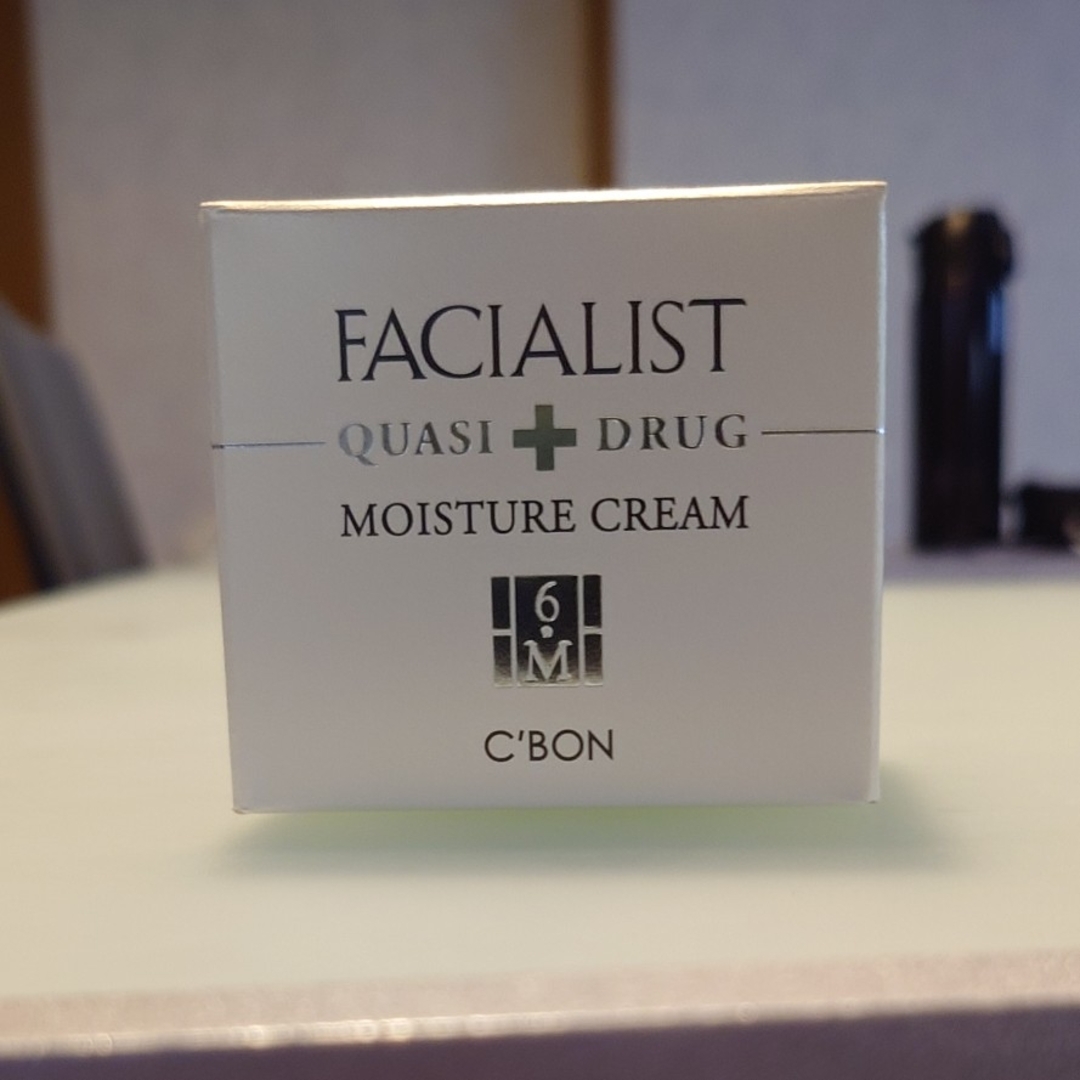 FACIALIST
QUASI DRUG
MOISTURE CREAM
6
M
C'BON